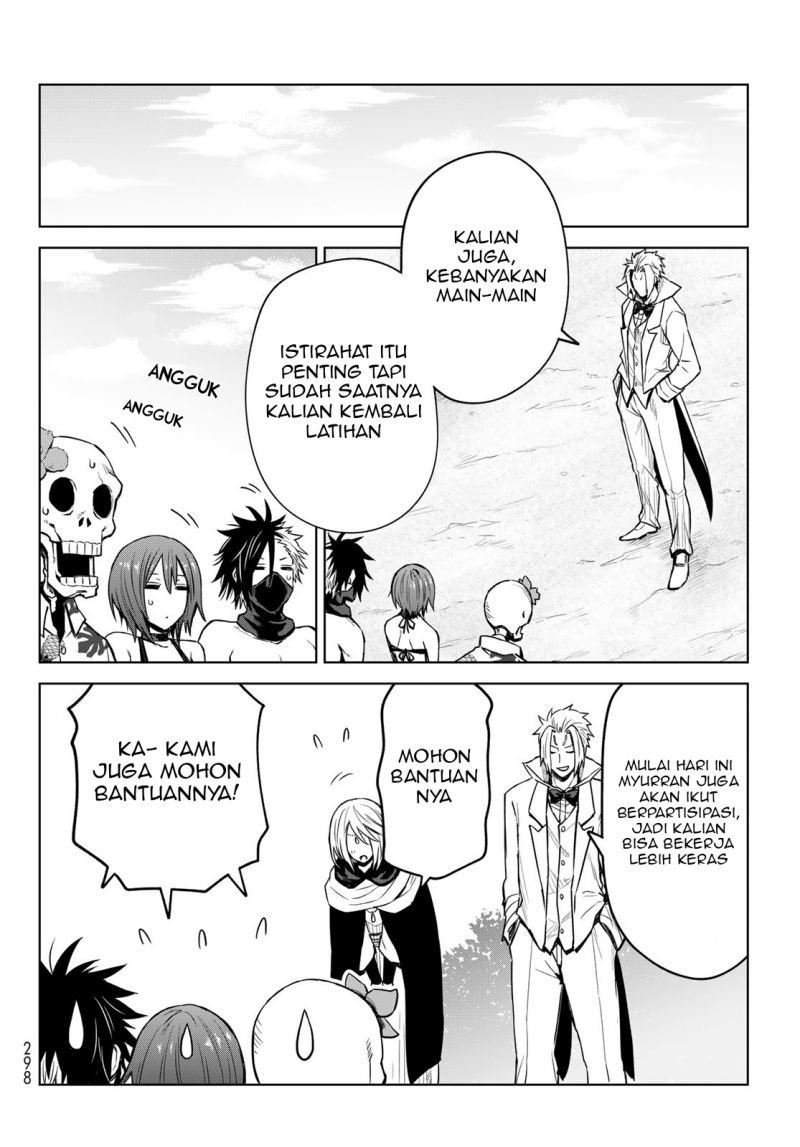 KALIAN
JUGA,
KEBANYAKAN
MAIN-MAIN
ISTIRAHAT ITU
PENTING TAPI
SUDAH SAATNYA
KALIAN KEMBALI
LATIHAN
ANGGUK
ANGGUK
MULAI HARI INI
MYURRAN JUGA
AKAN IKUT
BERPARTISIPASI,
JADI KALIAN
BISA BEKERJA
LEBIH KERAS
MOHON
BANTUAN
NYA
KA- KAMI
JUGA MOHON
BANTUANNYA!
298